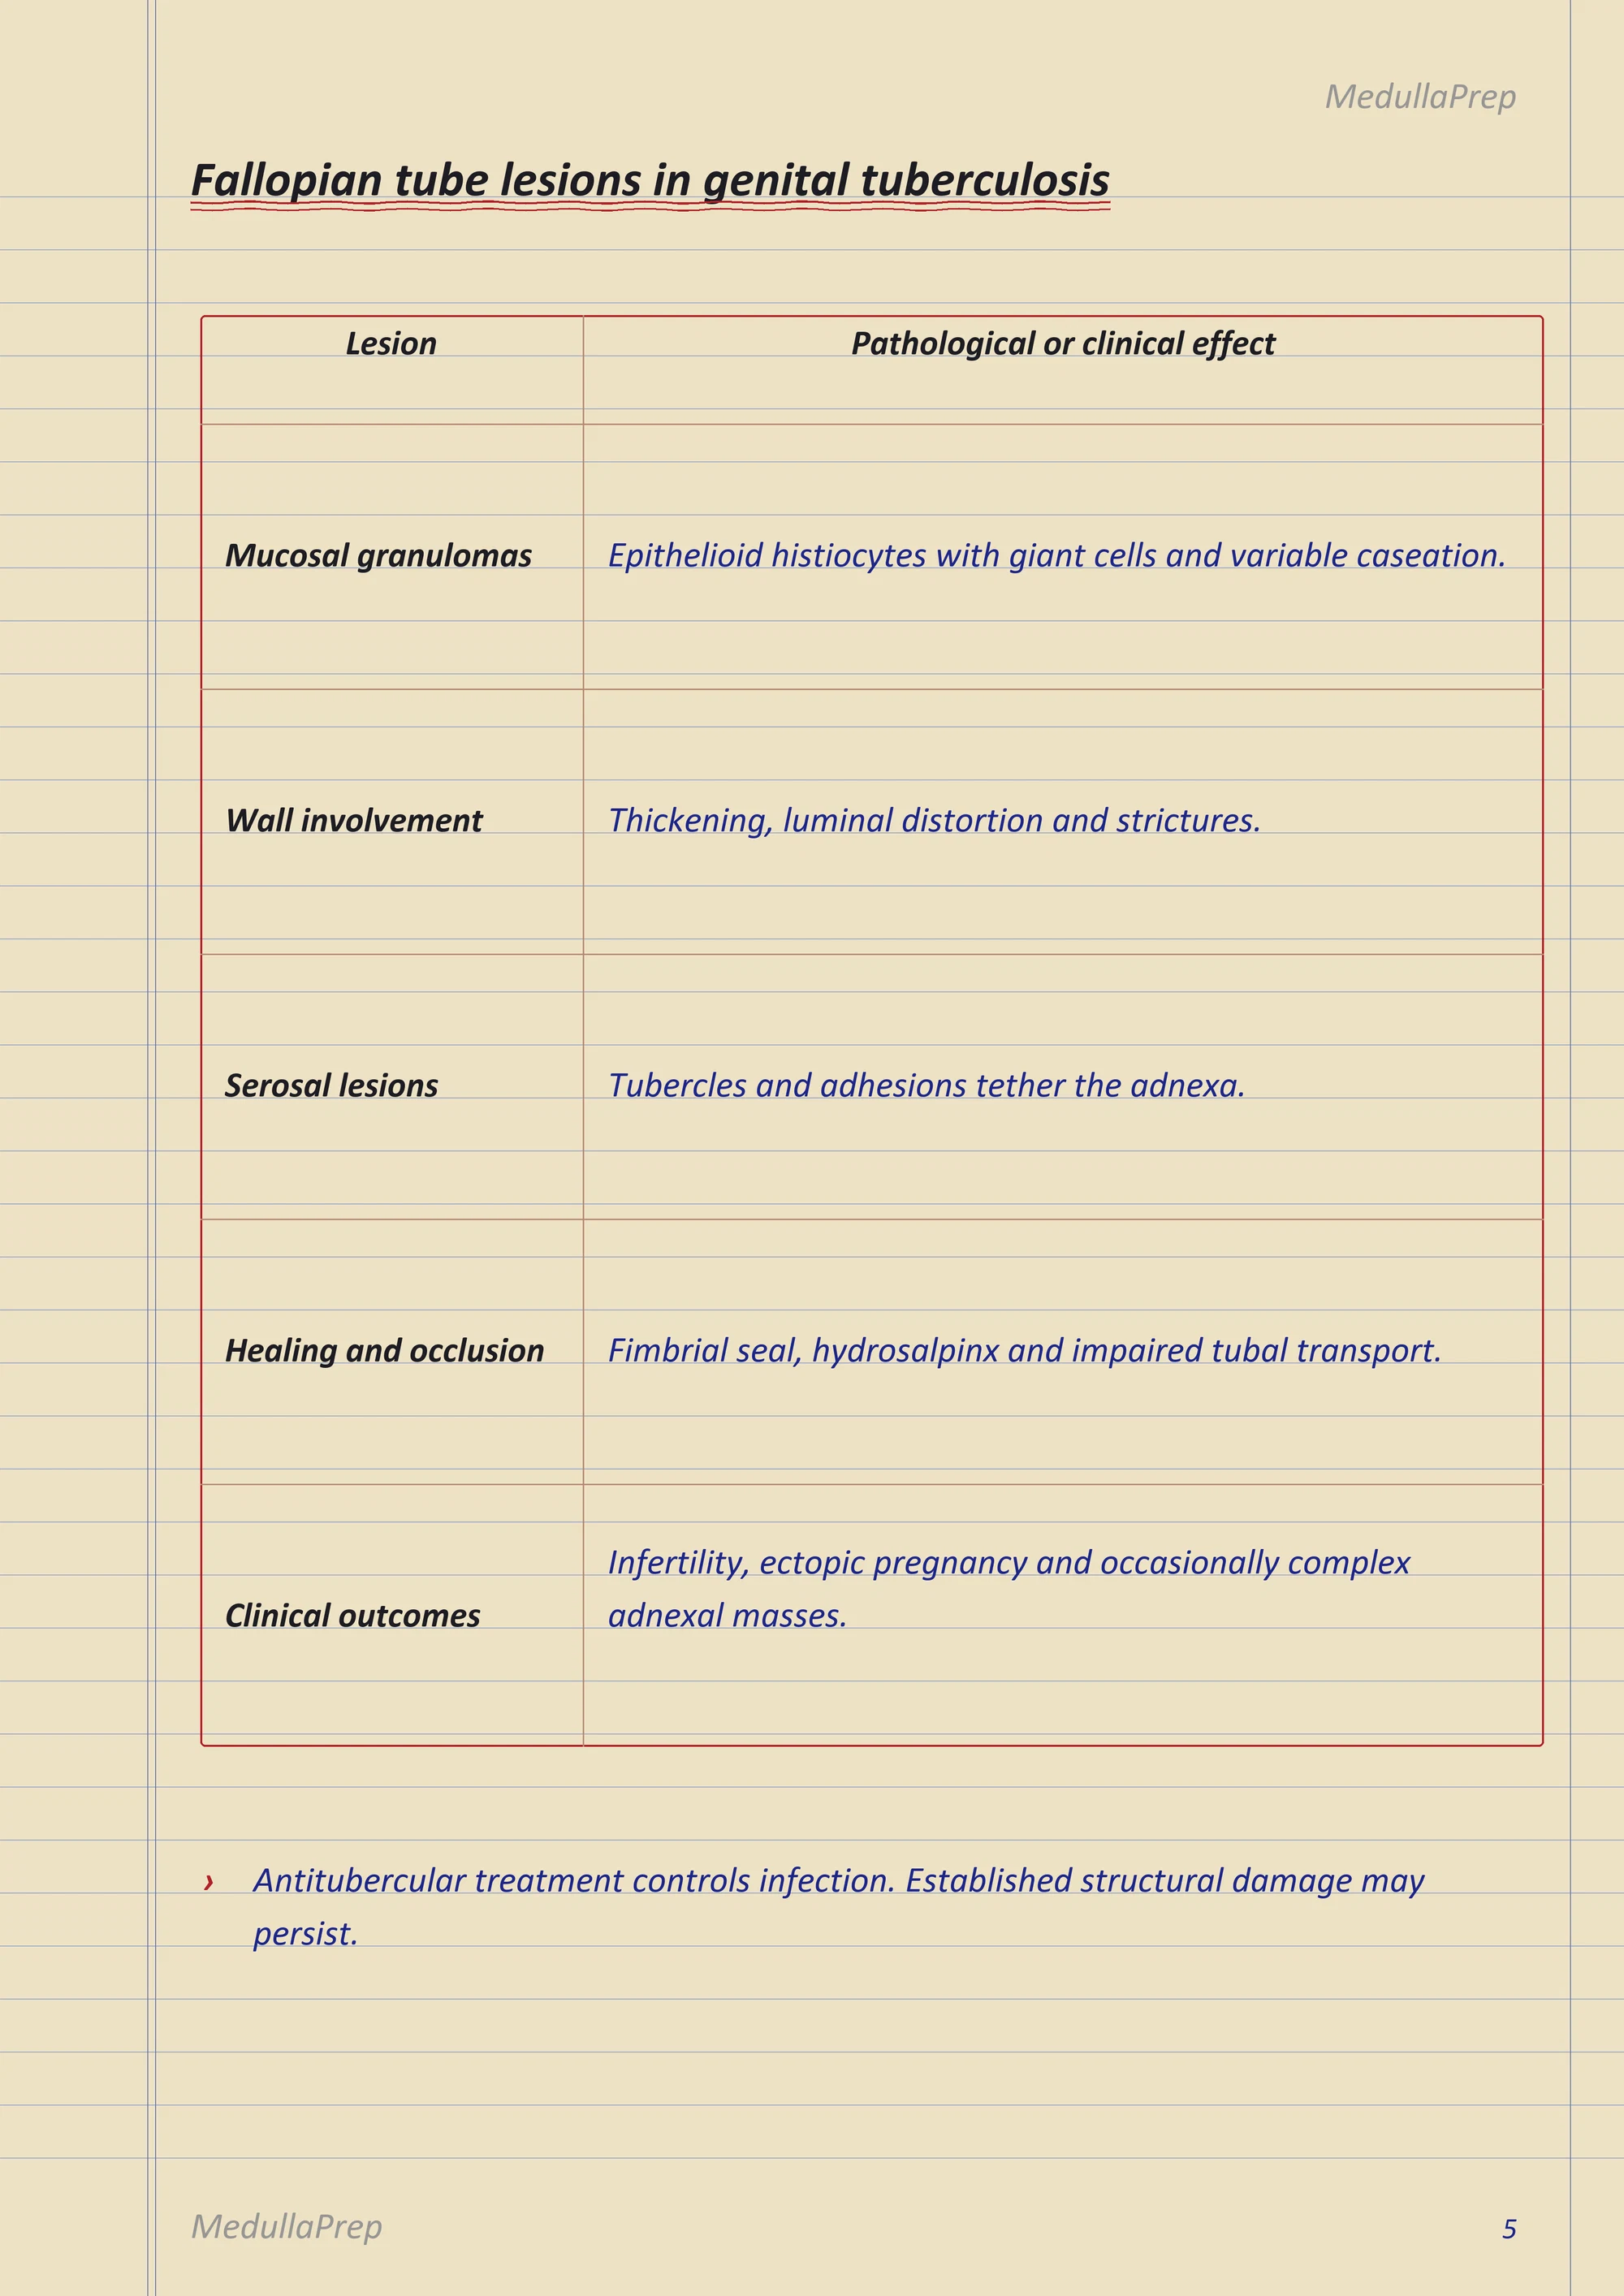 MedullaPrep
Fallopian tube lesions in genital tuberculosis
Lesion
Pathological or clinical effect
Mucosal granulomas
Epithelioid histiocytes with giant cells and variable caseation.
Wall involvement
Thickening, luminal distortion and strictures.
Serosal lesions
Tubercles and adhesions tether the adnexa.
Healing and occlusion
Fimbrial seal, hydrosalpinx and impaired tubal transport.
Clinical outcomes
Infertility, ectopic pregnancy and occasionally complex
adnexal masses.
› Antitubercular treatment controls infection. Established structural damage may
persist.
MedullaPrep
5